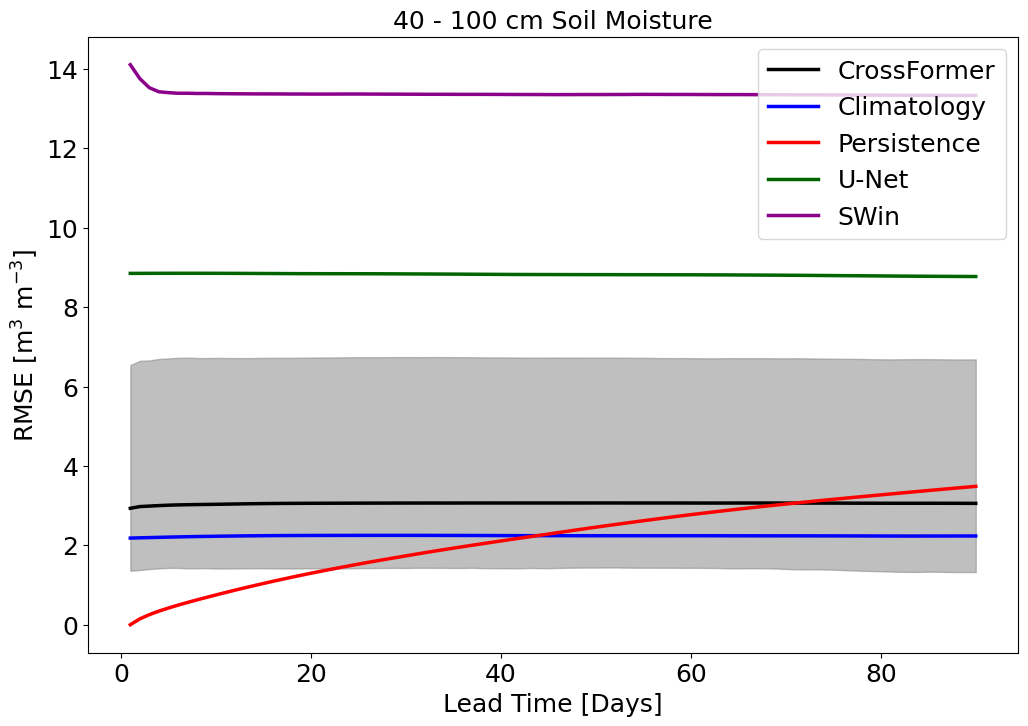 40 - 100 cm Soil Moisture
14
12
10
8
6
4
2
0
RMSE [m³ m⁻³]
CrossFormer
Climatology
Persistence
U-Net
SWin
0 20 40 60 80
Lead Time [Days]